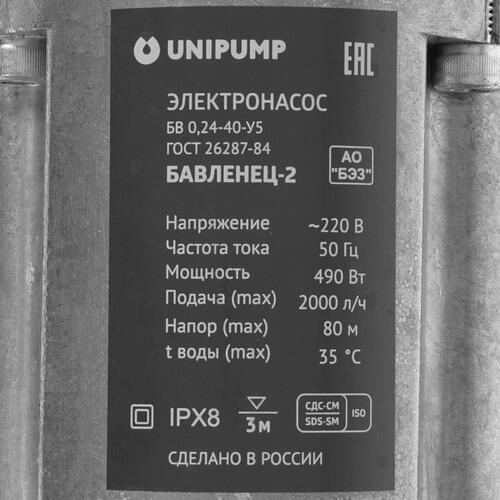 UNIPUMP
EAC
ЭЛЕКТРОНАСОС
БВ 0,24-40-У5
ГОСТ 26287-84
БАВЛЕНЕЦ-2
АО
"БЭЗ"
Напряжение ~220 В
Частота тока 50 Гц
Мощность 490 Вт
Подача (max) 2000 л/ч
Напор (max) 80 м
t воды (max) 35 °C
IPX8
3м
СДС-СМ
SDS-SM
ISO
СДЕЛАНО В РОССИИ